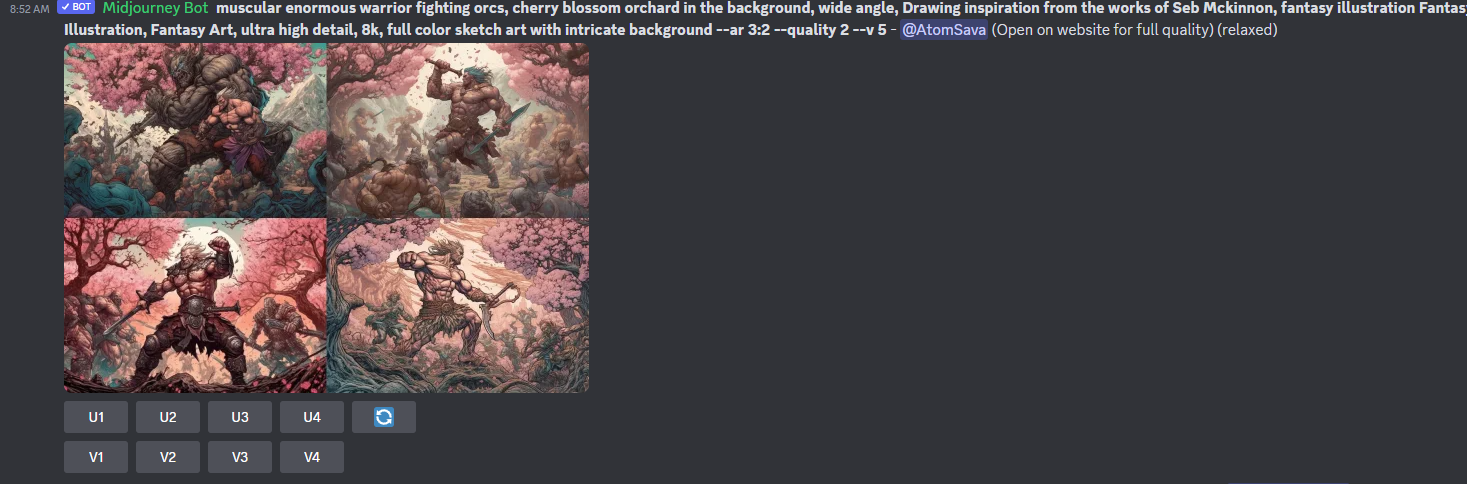 8:52 AM ✓ BOT Midjourney Bot muscular enormous warrior fighting orcs, cherry blossom orchard in the background, wide angle, Drawing inspiration from the works of Seb Mckinnon, fantasy illustration
Illustration, Fantasy Art, ultra high detail, 8k, full color sketch art with intricate background --ar 3:2 --quality 2 --v 5 - @AtomSava (Open on website for full quality) (relaxed)
U1 U2 U3 U4
V1 V2 V3 V4